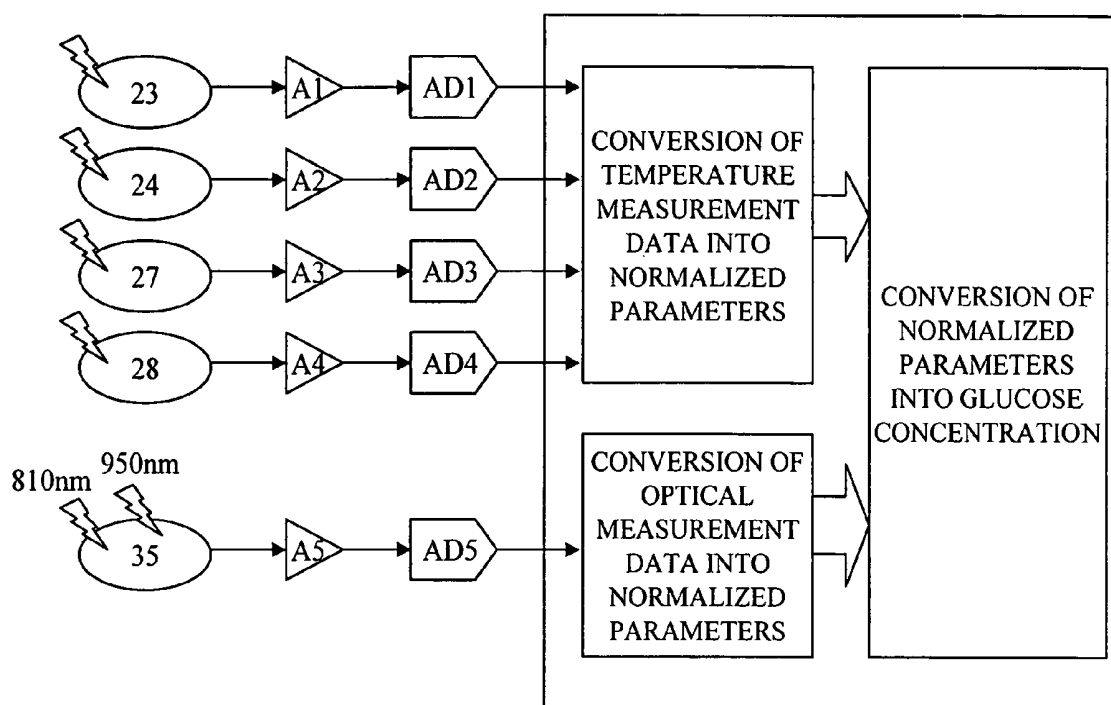 23
A1
AD1
24
A2
AD2
27
A3
AD3
28
A4
AD4
CONVERSION OF
TEMPERATURE
MEASUREMENT
DATA INTO
NORMALIZED
PARAMETERS
810nm
950nm
35
A5
AD5
CONVERSION OF
OPTICAL
MEASUREMENT
DATA INTO
NORMALIZED
PARAMETERS
CONVERSION OF
NORMALIZED
PARAMETERS
INTO GLUCOSE
CONCENTRATION